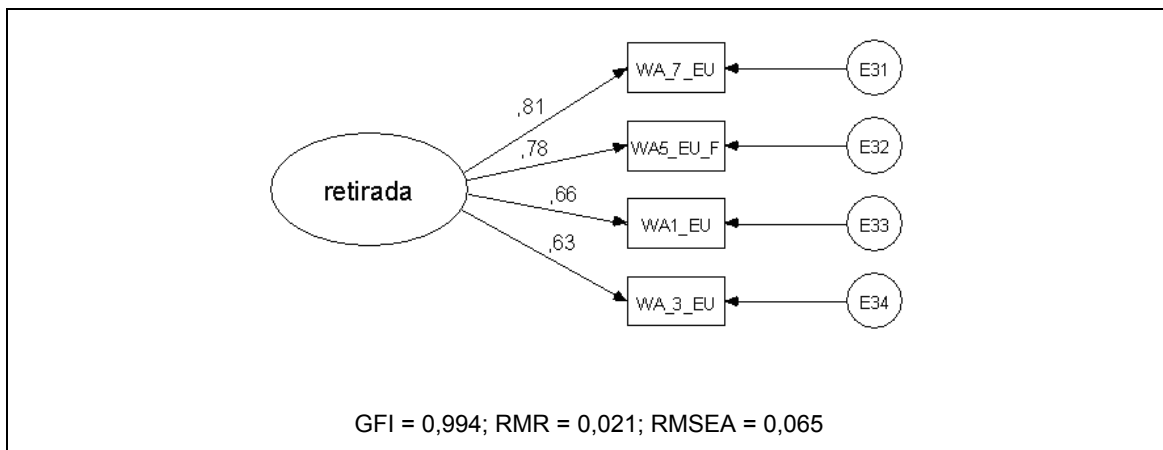 WA_7_EU
E31
,81
WA5_EU_F
E32
,78
retirada
,66
WA1_EU
E33
,63
WA_3_EU
E34
GFI = 0,994; RMR = 0,021; RMSEA = 0,065